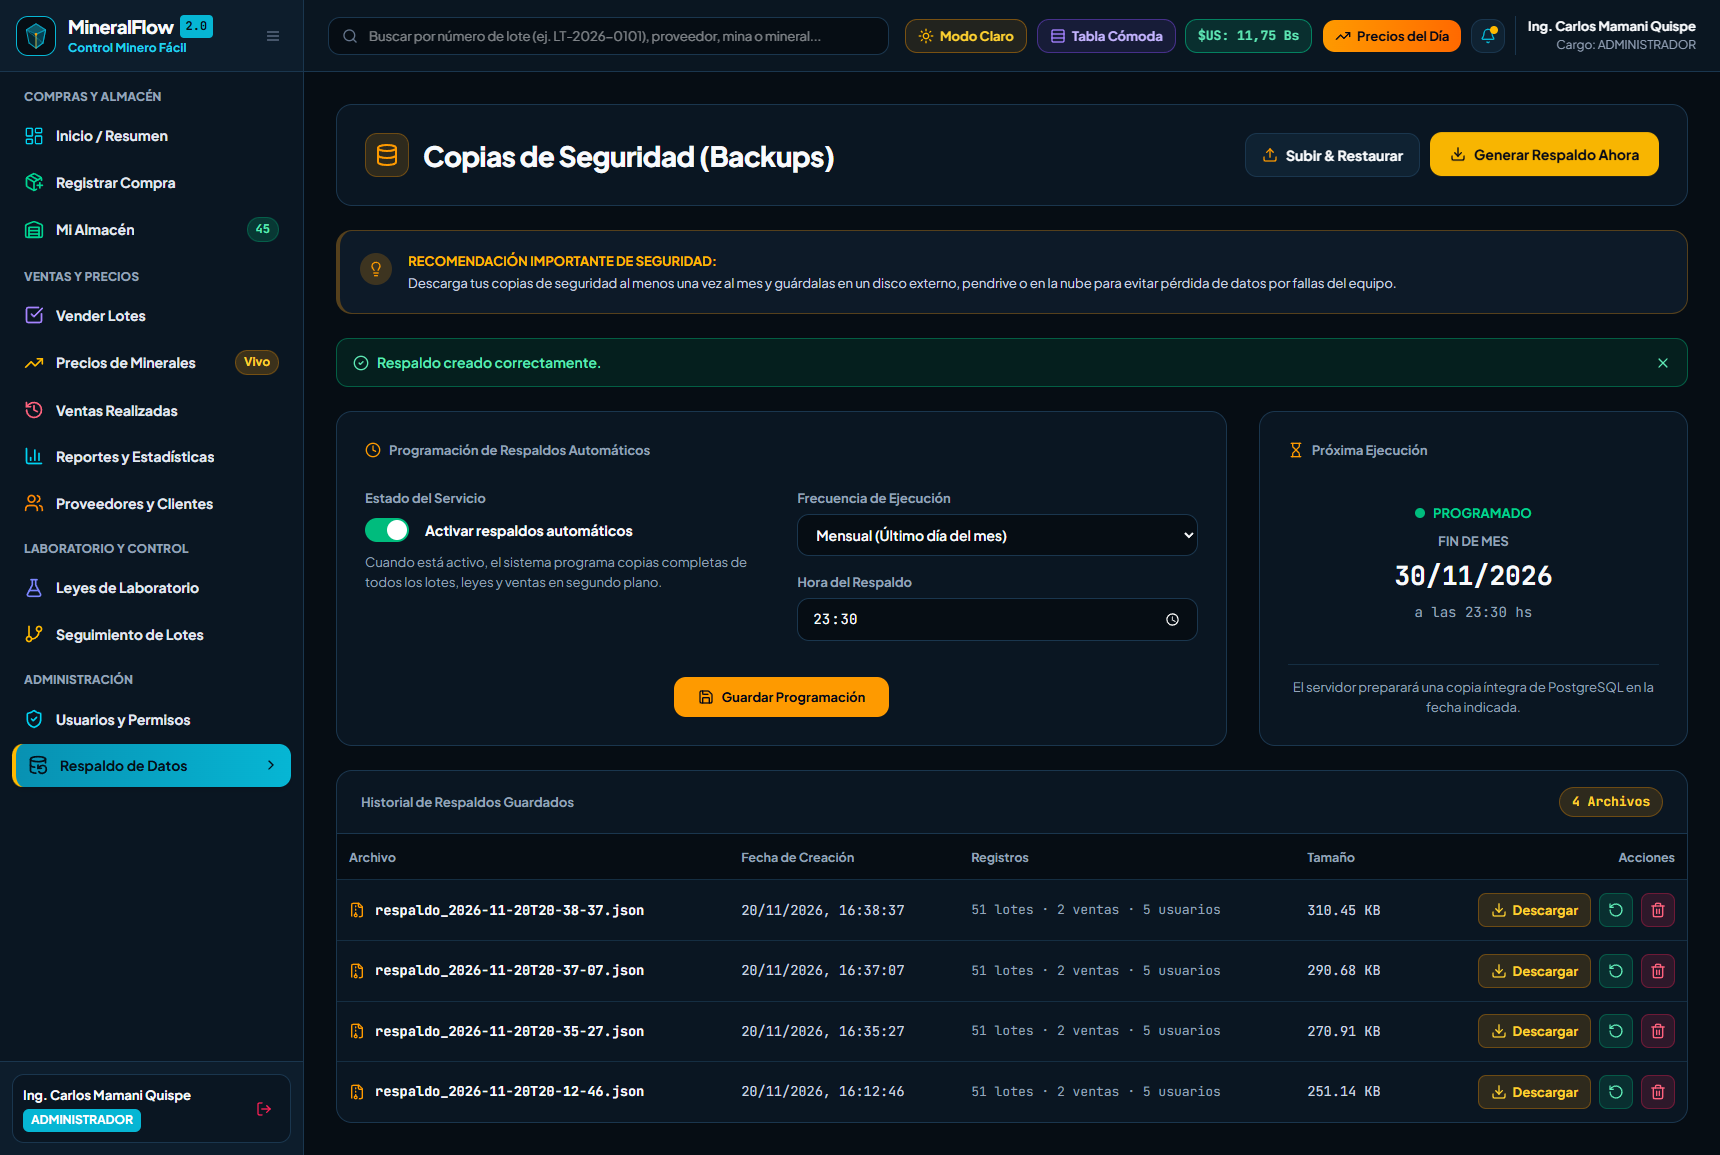 MineralFlow 2.0
Control Minero Fácil
Buscar por número de lote (ej. LT-2026-0101), proveedor, mina o mineral...
Modo Claro
Tabla Cómoda
$US: 11,75 Bs
Precios del Día
Ing. Carlos Mamani Quispe
Cargo: ADMINISTRADOR
COMPRAS Y ALMACÉN
Inicio / Resumen
Registrar Compra
Mi Almacén 45
VENTAS Y PRECIOS
Vender Lotes
Precios de Minerales Vivo
Ventas Realizadas
Reportes y Estadísticas
Proveedores y Clientes
LABORATORIO Y CONTROL
Leyes de Laboratorio
Seguimiento de Lotes
ADMINISTRACIÓN
Usuarios y Permisos
Respaldo de Datos
Ing. Carlos Mamani Quispe
ADMINISTRADOR
Copias de Seguridad (Backups)
Subir & Restaurar
Generar Respaldo Ahora
RECOMENDACIÓN IMPORTANTE DE SEGURIDAD:
Descarga tus copias de seguridad al menos una vez al mes y guárdalas en un disco externo, pendrive o en la nube para evitar pérdida de datos por fallas del equipo.
Respaldo creado correctamente.
Programación de Respaldos Automáticos
Estado del Servicio
Activar respaldos automáticos
Cuando está activo, el sistema programa copias completas de
todos los lotes, leyes y ventas en segundo plano.
Frecuencia de Ejecución
Mensual (Último día del mes)
Hora del Respaldo
23:30
Guardar Programación
Próxima Ejecución
PROGRAMADO
FIN DE MES
30/11/2026
a las 23:30 hs
El servidor preparará una copia íntegra de PostgreSQL en la
fecha indicada.
Historial de Respaldos Guardados
4 Archivos
Archivo Fecha de Creación Registros Tamaño Acciones
respaldo_2026-11-20T20-38-37.json 20/11/2026, 16:38:37 51 lotes · 2 ventas · 5 usuarios 310.45 KB Descargar
respaldo_2026-11-20T20-37-07.json 20/11/2026, 16:37:07 51 lotes · 2 ventas · 5 usuarios 290.68 KB Descargar
respaldo_2026-11-20T20-35-27.json 20/11/2026, 16:35:27 51 lotes · 2 ventas · 5 usuarios 270.91 KB Descargar
respaldo_2026-11-20T20-12-46.json 20/11/2026, 16:12:46 51 lotes · 2 ventas · 5 usuarios 251.14 KB Descargar